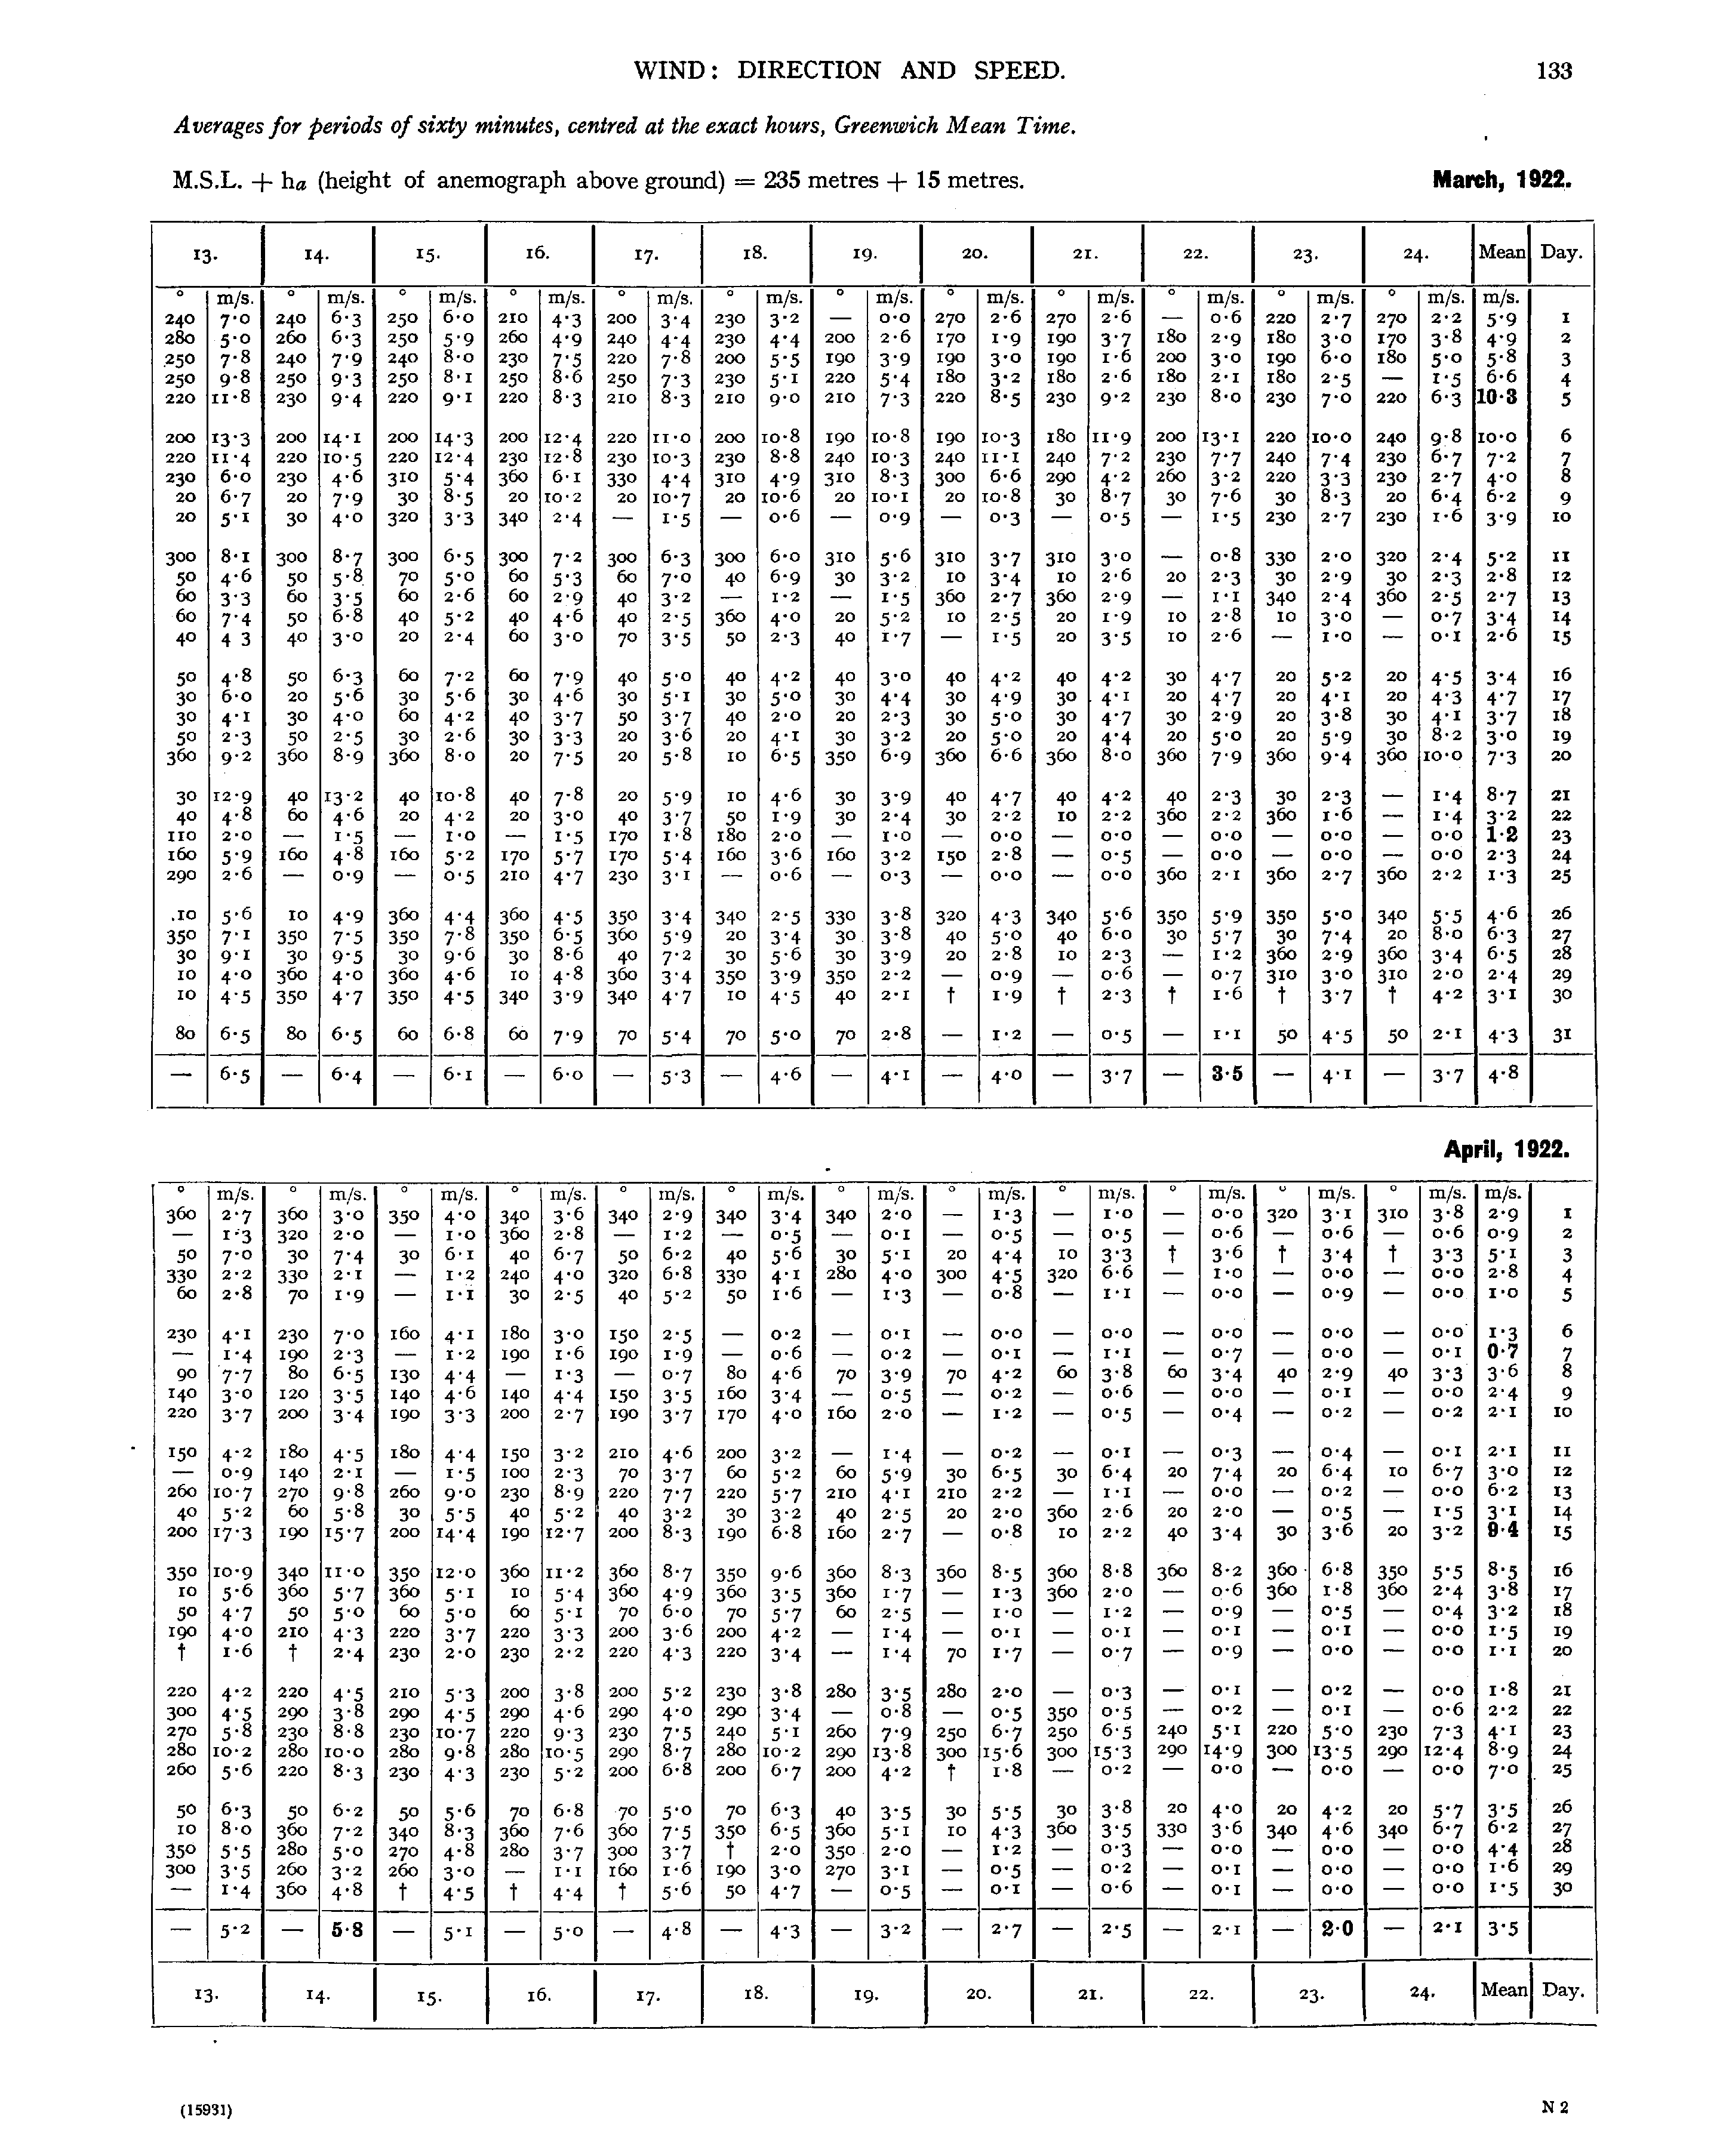 WIND: DIRECTION AND SPEED. 133
Averages for periods of sixty minutes, centred at the exact hours, Greenwich Mean Time.
M.S.L. + ha (height of anemograph above ground) = 235 metres + 15 metres. March, 1922.
13. 14. 15. 16. 17. 18. 19. 20. 21. 22. 23. 24. Mean Day.
° m/s. ° m/s. ° m/s. ° m/s. ° m/s. ° m/s. ° m/s. ° m/s. ° m/s. ° m/s. ° m/s. ° m/s. m/s.
240 7·0 240 6·3 250 6·0 210 4·3 200 3·4 230 3·2 — 0·0 270 2·6 270 2·6 — 0·6 220 2·7 270 2·2 5·9 1
280 5·0 260 6·3 250 5·9 260 4·9 240 4·4 230 4·4 200 2·6 170 1·9 190 3·7 180 2·9 180 3·0 170 3·8 4·9 2
250 7·8 240 7·9 240 8·0 230 7·5 220 7·8 200 5·5 190 3·9 190 3·0 190 1·6 200 3·0 190 6·0 180 5·0 5·8 3
250 9·8 250 9·3 250 8·1 250 8·6 250 7·3 230 5·1 220 5·4 180 3·2 180 2·6 180 2·1 180 2·5 — 1·5 6·6 4
220 11·8 230 9·4 220 9·1 220 8·3 210 8·3 210 9·0 210 7·3 220 8·5 230 9·2 230 8·0 230 7·0 220 6·3 10·3 5
200 13·3 200 14·1 200 14·3 200 12·4 220 11·0 200 10·8 190 10·8 190 10·3 180 11·9 200 13·1 220 10·0 240 9·8 10·0 6
220 11·4 220 10·5 220 12·4 230 12·8 230 10·3 230 8·8 240 10·3 240 11·1 240 7·2 230 7·7 240 7·4 230 6·7 7·2 7
230 6·0 230 4·6 310 5·4 360 6·1 330 4·4 310 4·9 310 8·3 300 6·6 290 4·2 260 3·2 220 3·3 230 2·7 4·0 8
20 6·7 20 7·9 30 8·5 20 10·2 20 10·7 20 10·6 20 10·1 20 10·8 30 8·7 30 7·6 30 8·3 20 6·4 6·2 9
20 5·1 30 4·0 320 3·3 340 2·4 — 1·5 — 0·6 — 0·9 — 0·3 — 0·5 — 1·5 230 2·7 230 1·6 3·9 10
300 8·1 300 8·7 300 6·5 300 7·2 300 6·3 300 6·0 310 5·6 310 3·7 310 3·0 — 0·8 330 2·0 320 2·4 5·2 11
50 4·6 50 5·8 70 5·0 60 5·3 60 7·0 40 6·9 30 3·2 10 3·4 10 2·6 20 2·3 30 2·9 30 2·3 2·8 12
60 3·3 60 3·5 60 2·6 60 2·9 40 3·2 — 1·2 — 1·5 360 2·7 360 2·9 — 1·1 340 2·4 360 2·5 2·7 13
60 7·4 50 6·8 40 5·2 40 4·6 40 2·5 360 4·0 20 5·2 10 2·5 20 1·9 10 2·8 10 3·0 — 0·7 3·4 14
40 4 3 40 3·0 20 2·4 60 3·0 70 3·5 50 2·3 40 1·7 — 1·5 20 3·5 10 2·6 — 1·0 — 0·1 2·6 15
50 4·8 50 6·3 60 7·2 60 7·9 40 5·0 40 4·2 40 3·0 40 4·2 40 4·2 30 4·7 20 5·2 20 4·5 3·4 16
30 6·0 20 5·6 30 5·6 30 4·6 30 5·1 30 5·0 30 4·4 30 4·9 30 4·1 20 4·7 20 4·1 20 4·3 4·7 17
30 4·1 30 4·0 60 4·2 40 3·7 50 3·7 40 2·0 20 2·3 30 5·0 30 4·7 30 2·9 20 3·8 30 4·1 3·7 18
50 2·3 50 2·5 30 2·6 30 3·3 20 3·6 20 4·1 30 3·2 20 5·0 20 4·4 20 5·0 20 5·9 30 8·2 3·0 19
360 9·2 360 8·9 360 8·0 20 7·5 20 5·8 10 6·5 350 6·9 360 6·6 360 8·0 360 7·9 360 9·4 360 10·0 7·3 20
30 12·9 40 13·2 40 10·8 40 7·8 20 5·9 10 4·6 30 3·9 40 4·7 40 4·2 40 2·3 30 2·3 — 1·4 8·7 21
40 4·8 60 4·6 20 4·2 20 3·0 40 3·7 50 1·9 30 2·4 30 2·2 10 2·2 360 2·2 360 1·6 — 1·4 3·2 22
110 2·0 — 1·5 — 1·0 — 1·5 170 1·8 180 2·0 — 1·0 — 0·0 — 0·0 — 0·0 — 0·0 — 0·0 1·2 23
160 5·9 160 4·8 160 5·2 170 5·7 170 5·4 160 3·6 160 3·2 150 2·8 — 0·5 — 0·0 — 0·0 — 0·0 2·3 24
290 2·6 — 0·9 — 0·5 210 4·7 230 3·1 — 0·6 — 0·3 — 0·0 — 0·0 360 2·1 360 2·7 360 2·2 1·3 25
10 5·6 10 4·9 360 4·4 360 4·5 350 3·4 340 2·5 330 3·8 320 4·3 340 5·6 350 5·9 350 5·0 340 5·5 4·6 26
350 7·1 350 7·5 350 7·8 350 6·5 360 5·9 20 3·4 30 3·8 40 5·0 40 6·0 30 5·7 30 7·4 20 8·0 6·3 27
30 9·1 30 9·5 30 9·6 30 8·6 40 7·2 30 5·6 30 3·9 20 2·8 10 2·3 — 1·2 360 2·9 360 3·4 6·5 28
10 4·0 360 4·0 360 4·6 10 4·8 360 3·4 350 3·9 350 2·2 — 0·9 — 0·6 — 0·7 310 3·0 310 2·0 2·4 29
10 4·5 350 4·7 350 4·5 340 3·9 340 4·7 10 4·5 40 2·1 † 1·9 † 2·3 † 1·6 † 3·7 † 4·2 3·1 30
80 6·5 80 6·5 60 6·8 60 7·9 70 5·4 70 5·0 70 2·8 — 1·2 — 0·5 — 1·1 50 4·5 50 2·1 4·3 31
— 6·5 — 6·4 — 6·1 — 6·0 — 5·3 — 4·6 — 4·1 — 4·0 — 3·7 — 3·5 — 4·1 — 3·7 4·8
April, 1922.
° m/s. ° m/s. ° m/s. ° m/s. ° m/s. ° m/s. ° m/s. ° m/s. ° m/s. ° m/s. ° m/s. ° m/s. m/s.
360 2·7 360 3·0 350 4·0 340 3·6 340 2·9 340 3·4 340 2·0 — 1·3 — 1·0 — 0·0 320 3·1 310 3·8 2·9 1
— 1·3 320 2·0 — 1·0 360 2·8 — 1·2 — 0·5 — 0·1 — 0·5 — 0·5 — 0·6 — 0·6 — 0·6 0·9 2
50 7·0 30 7·4 30 6·1 40 6·7 50 6·2 40 5·6 30 5·1 20 4·4 10 3·3 † 3·6 † 3·4 † 3·3 5·1 3
330 2·2 330 2·1 — 1·2 240 4·0 320 6·8 330 4·1 280 4·0 300 4·5 320 6·6 — 1·0 — 0·0 — 0·0 2·8 4
60 2·8 70 1·9 — 1·1 30 2·5 40 5·2 50 1·6 — 1·3 — 0·8 — 1·1 — 0·0 — 0·9 — 0·0 1·0 5
230 4·1 230 7·0 160 4·1 180 3·0 150 2·5 — 0·2 — 0·1 — 0·0 — 0·0 — 0·0 — 0·0 — 0·0 1·3 6
— 1·4 190 2·3 — 1·2 190 1·6 190 1·9 — 0·6 — 0·2 — 0·1 — 1·1 — 0·7 — 0·0 — 0·1 0·7 7
90 7·7 80 6·5 130 4·4 — 1·3 — 0·7 80 4·6 70 3·9 70 4·2 60 3·8 60 3·4 40 2·9 40 3·3 3·6 8
140 3·0 120 3·5 140 4·6 140 4·4 150 3·5 160 3·4 — 0·5 — 0·2 — 0·6 — 0·0 — 0·1 — 0·0 2·4 9
220 3·7 200 3·4 190 3·3 200 2·7 190 3·7 170 4·0 160 2·0 — 1·2 — 0·5 — 0·4 — 0·2 — 0·2 2·1 10
150 4·2 180 4·5 180 4·4 150 3·2 210 4·6 200 3·2 — 1·4 — 0·2 — 0·1 — 0·3 — 0·4 — 0·1 2·1 11
— 0·9 140 2·1 — 1·5 100 2·3 70 3·7 60 5·2 60 5·9 30 6·5 30 6·4 20 7·4 20 6·4 10 6·7 3·0 12
260 10·7 270 9·8 260 9·0 230 8·9 220 7·7 220 5·7 210 4·1 210 2·2 — 1·1 — 0·0 — 0·2 — 0·0 6·2 13
40 5·2 60 5·8 30 5·5 40 5·2 40 3·2 30 3·2 40 2·5 20 2·0 360 2·6 20 2·0 — 0·5 — 1·5 3·1 14
200 17·3 190 15·7 200 14·4 190 12·7 200 8·3 190 6·8 160 2·7 — 0·8 10 2·2 40 3·4 30 3·6 20 3·2 9·4 15
350 10·9 340 11·0 350 12·0 360 11·2 360 8·7 350 9·6 360 8·3 360 8·5 360 8·8 360 8·2 360 6·8 350 5·5 8·5 16
10 5·6 360 5·7 360 5·1 10 5·4 360 4·9 360 3·5 360 1·7 — 1·3 360 2·0 — 0·6 360 1·8 360 2·4 3·8 17
50 4·7 50 5·0 60 5·0 60 5·1 70 6·0 70 5·7 60 2·5 — 1·0 — 1·2 — 0·9 — 0·5 — 0·4 3·2 18
190 4·0 210 4·3 220 3·7 220 3·3 200 3·6 200 4·2 — 1·4 — 0·1 — 0·1 — 0·1 — 0·1 — 0·0 1·5 19
† 1·6 † 2·4 230 2·0 230 2·2 220 4·3 220 3·4 — 1·4 70 1·7 — 0·7 — 0·9 — 0·0 — 0·0 1·1 20
220 4·2 220 4·5 210 5·3 200 3·8 200 5·2 230 3·8 280 3·5 280 2·0 — 0·3 — 0·1 — 0·2 — 0·0 1·8 21
300 4·5 290 3·8 290 4·5 290 4·6 290 4·0 290 3·4 — 0·8 — 0·5 350 0·5 — 0·2 — 0·1 — 0·6 2·2 22
270 5·8 230 8·8 230 10·7 220 9·3 230 7·5 240 5·1 260 7·9 250 6·7 250 6·5 240 5·1 220 5·0 230 7·3 4·1 23
280 10·2 280 10·0 280 9·8 280 10·5 290 8·7 280 10·2 290 13·8 300 15·6 300 15·3 290 14·9 300 13·5 290 12·4 8·9 24
260 5·6 220 8·3 230 4·3 230 5·2 200 6·8 200 6·7 200 4·2 † 1·8 — 0·2 — 0·0 — 0·0 — 0·0 7·0 25
50 6·3 50 6·2 50 5·6 70 6·8 70 5·0 70 6·3 40 3·5 30 5·5 30 3·8 20 4·0 20 4·2 20 5·7 3·5 26
10 8·0 360 7·2 340 8·3 360 7·6 360 7·5 350 6·5 360 5·1 10 4·3 360 3·5 330 3·6 340 4·6 340 6·7 6·2 27
350 5·5 280 5·0 270 4·8 280 3·7 300 3·7 † 2·0 350 2·0 — 1·2 — 0·3 — 0·0 — 0·0 — 0·0 4·4 28
300 3·5 260 3·2 260 3·0 — 1·1 160 1·6 190 3·0 270 3·1 — 0·5 — 0·2 — 0·1 — 0·0 — 0·0 1·6 29
— 1·4 360 4·8 † 4·5 † 4·4 † 5·6 50 4·7 — 0·5 — 0·1 — 0·6 — 0·1 — 0·0 — 0·0 1·5 30
— 5·2 — 5·8 — 5·1 — 5·0 — 4·8 — 4·3 — 3·2 — 2·7 — 2·5 — 2·1 — 2·0 — 2·1 3·5
13. 14. 15. 16. 17. 18. 19. 20. 21. 22. 23. 24. Mean Day.
(15931) N 2